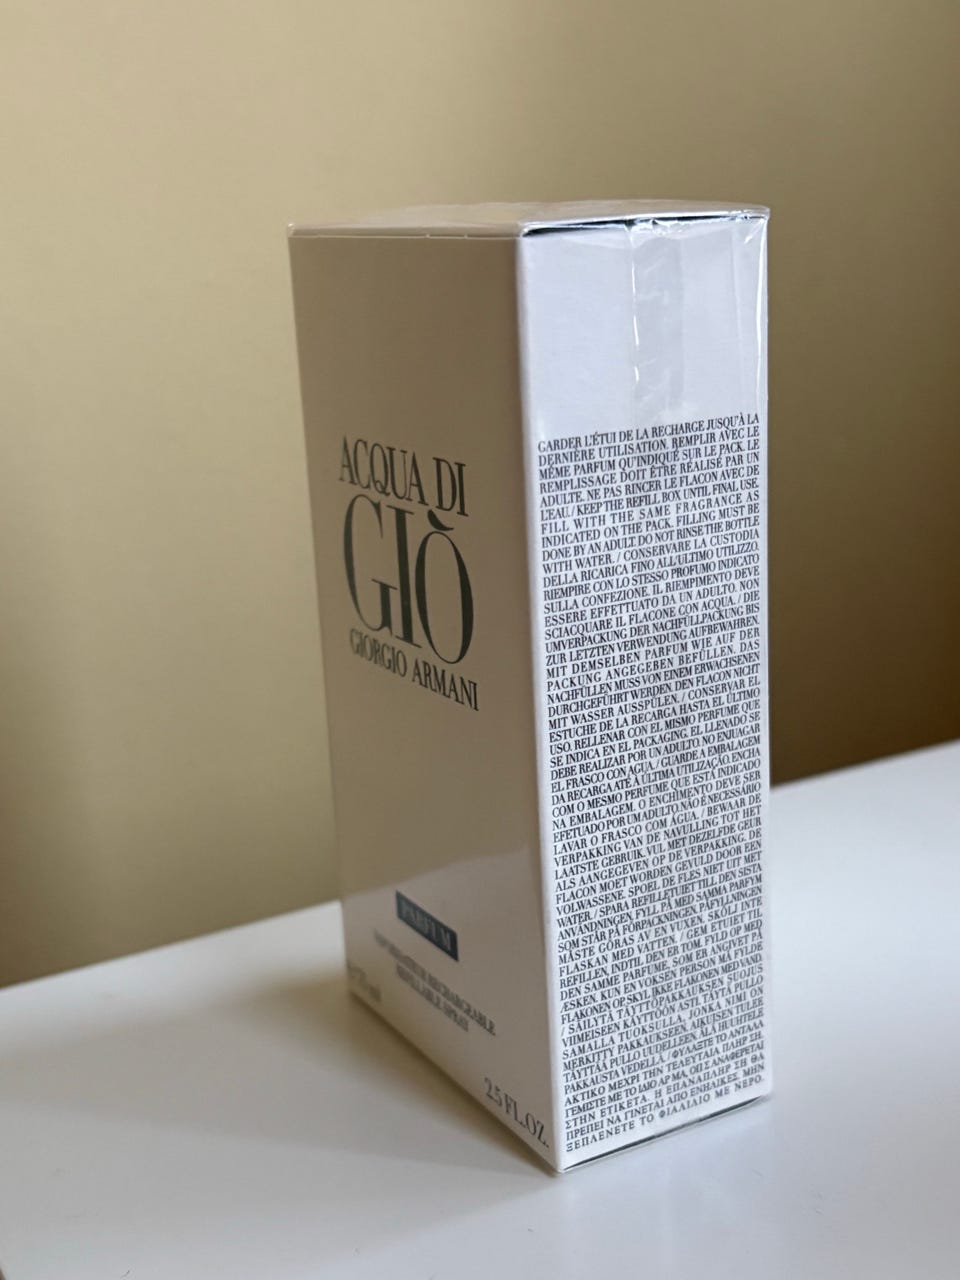 ACQUA DI
GIÒ
GIORGIO ARMANI
PARFUM
VAPORISATEUR RECHARGEABLE
REFILLABLE SPRAY
75 ml
2.5 FL.OZ.
GARDER L'ÉTUI DE LA RECHARGE JUSQU'À LA
DERNIÈRE UTILISATION. REMPLIR AVEC LE
MÊME PARFUM QU'INDIQUÉ SUR LE PACK. LE
REMPLISSAGE DOIT ÊTRE RÉALISÉ PAR UN
ADULTE. NE PAS RINCER LE FLACON AVEC DE
L'EAU. / KEEP THE REFILL BOX UNTIL FINAL USE.
FILL WITH THE SAME FRAGRANCE AS
INDICATED ON THE PACK. FILLING MUST BE
DONE BY AN ADULT. DO NOT RINSE THE BOTTLE
WITH WATER. / CONSERVARE LA CUSTODIA
DELLA RICARICA FINO ALL'ULTIMO UTILIZZO.
RIEMPIRE CON LO STESSO PROFUMO INDICATO
SULLA CONFEZIONE. IL RIEMPIMENTO DEVE
ESSERE EFFETTUATO DA UN ADULTO. NON
SCIACQUARE IL FLACONE CON ACQUA. / DIE
UMVERPACKUNG DER NACHFÜLLPACKUNG BIS
ZUR LETZTEN VERWENDUNG AUFBEWAHREN.
MIT DEMSELBEN PARFUM WIE AUF DER
PACKUNG ANGEGEBEN BEFÜLLEN. DAS
NACHFÜLLEN MUSS VON EINEM ERWACHSENEN
DURCHGEFÜHRT WERDEN. DEN FLACON NICHT
MIT WASSER AUSSPÜLEN. / CONSERVAR EL
ESTUCHE DE LA RECARGA HASTA EL ÚLTIMO
USO. RELLENAR CON EL MISMO PERFUME QUE
SE INDICA EN EL PACKAGING. EL LLENADO SE
DEBE REALIZAR POR UN ADULTO. NO ENJUAGAR
EL FRASCO CON AGUA. / GUARDE A EMBALAGEM
DA RECARGA ATÉ À ÚLTIMA UTILIZAÇÃO. ENCHA
COM O MESMO PERFUME QUE ESTÁ INDICADO
NA EMBALAGEM. O ENCHIMENTO DEVE SER
EFETUADO POR UM ADULTO. NÃO É NECESSÁRIO
LAVAR O FRASCO COM ÁGUA. / BEWAAR DE
VERPAKKING VAN DE NAVULLING TOT HET
LAATSTE GEBRUIK. VUL MET DEZELFDE GEUR
ALS AANGEGEVEN OP DE VERPAKKING. DE
FLACON MOET WORDEN GEVULD DOOR EEN
VOLWASSENE. SPOEL DE FLES NIET UIT MET
WATER. / SPARA REFILLETUIET TILL DEN SISTA
ANVÄNDNINGEN. FYLL PÅ MED SAMMA PARFYM
SOM STÅR PÅ FÖRPACKNINGEN. PÅFYLLNINGEN
MÅSTE GÖRAS AV EN VUXEN. SKÖLJ INTE
FLASKAN MED VATTEN. / GEM ETUIET TIL
REFILLEN, INDTIL DEN ER TOM. FYLD OP MED
DEN SAMME PARFUME, SOM ER ANGIVET PÅ
ÆSKEN. KUN EN VOKSEN PERSON MÅ FYLDE
FLAKONEN OP. SKYL IKKE FLAKONEN MED VAND.
/ SÄILYTÄ TÄYTTÖPAKKAUKSEN SUOJUS
VIIMEISEEN KÄYTTÖÖN ASTI. TÄYTÄ PULLO
SAMALLA TUOKSULLA, JONKA NIMI ON
MERKITTY PAKKAUKSEEN. AIKUISEN TULEE
TÄYTTÄÄ PULLO UUDELLEEN. ÄLÄ HUUHTELE
PAKKAUSTA VEDELLÄ. / ΦΥΛΑΞΤΕ ΤΟ ΑΝΤΑΛΛΑ
ΚΤΙΚΟ ΜΕΧΡΙ ΤΗΝ ΤΕΛΕΥΤΑΙΑ ΠΛΗΡΩΣΗ.
ΓΕΜΙΣΤΕ ΜΕ ΤΟ ΙΔΙΟ ΑΡΩΜΑ, ΟΠΩΣ ΑΝΑΦΕΡΕΤΑΙ
ΣΤΗΝ ΕΤΙΚΕΤΑ. Η ΕΠΑΝΑΠΛΗΡΩΣΗ ΘΑ
ΠΡΕΠΕΙ ΝΑ ΓΙΝΕΤΑΙ ΑΠΟ ΕΝΗΛΙΚΕΣ. ΜΗΝ
ΞΕΠΛΕΝΕΤΕ ΤΟ ΦΙΑΛΙΔΙΟ ΜΕ ΝΕΡΟ.